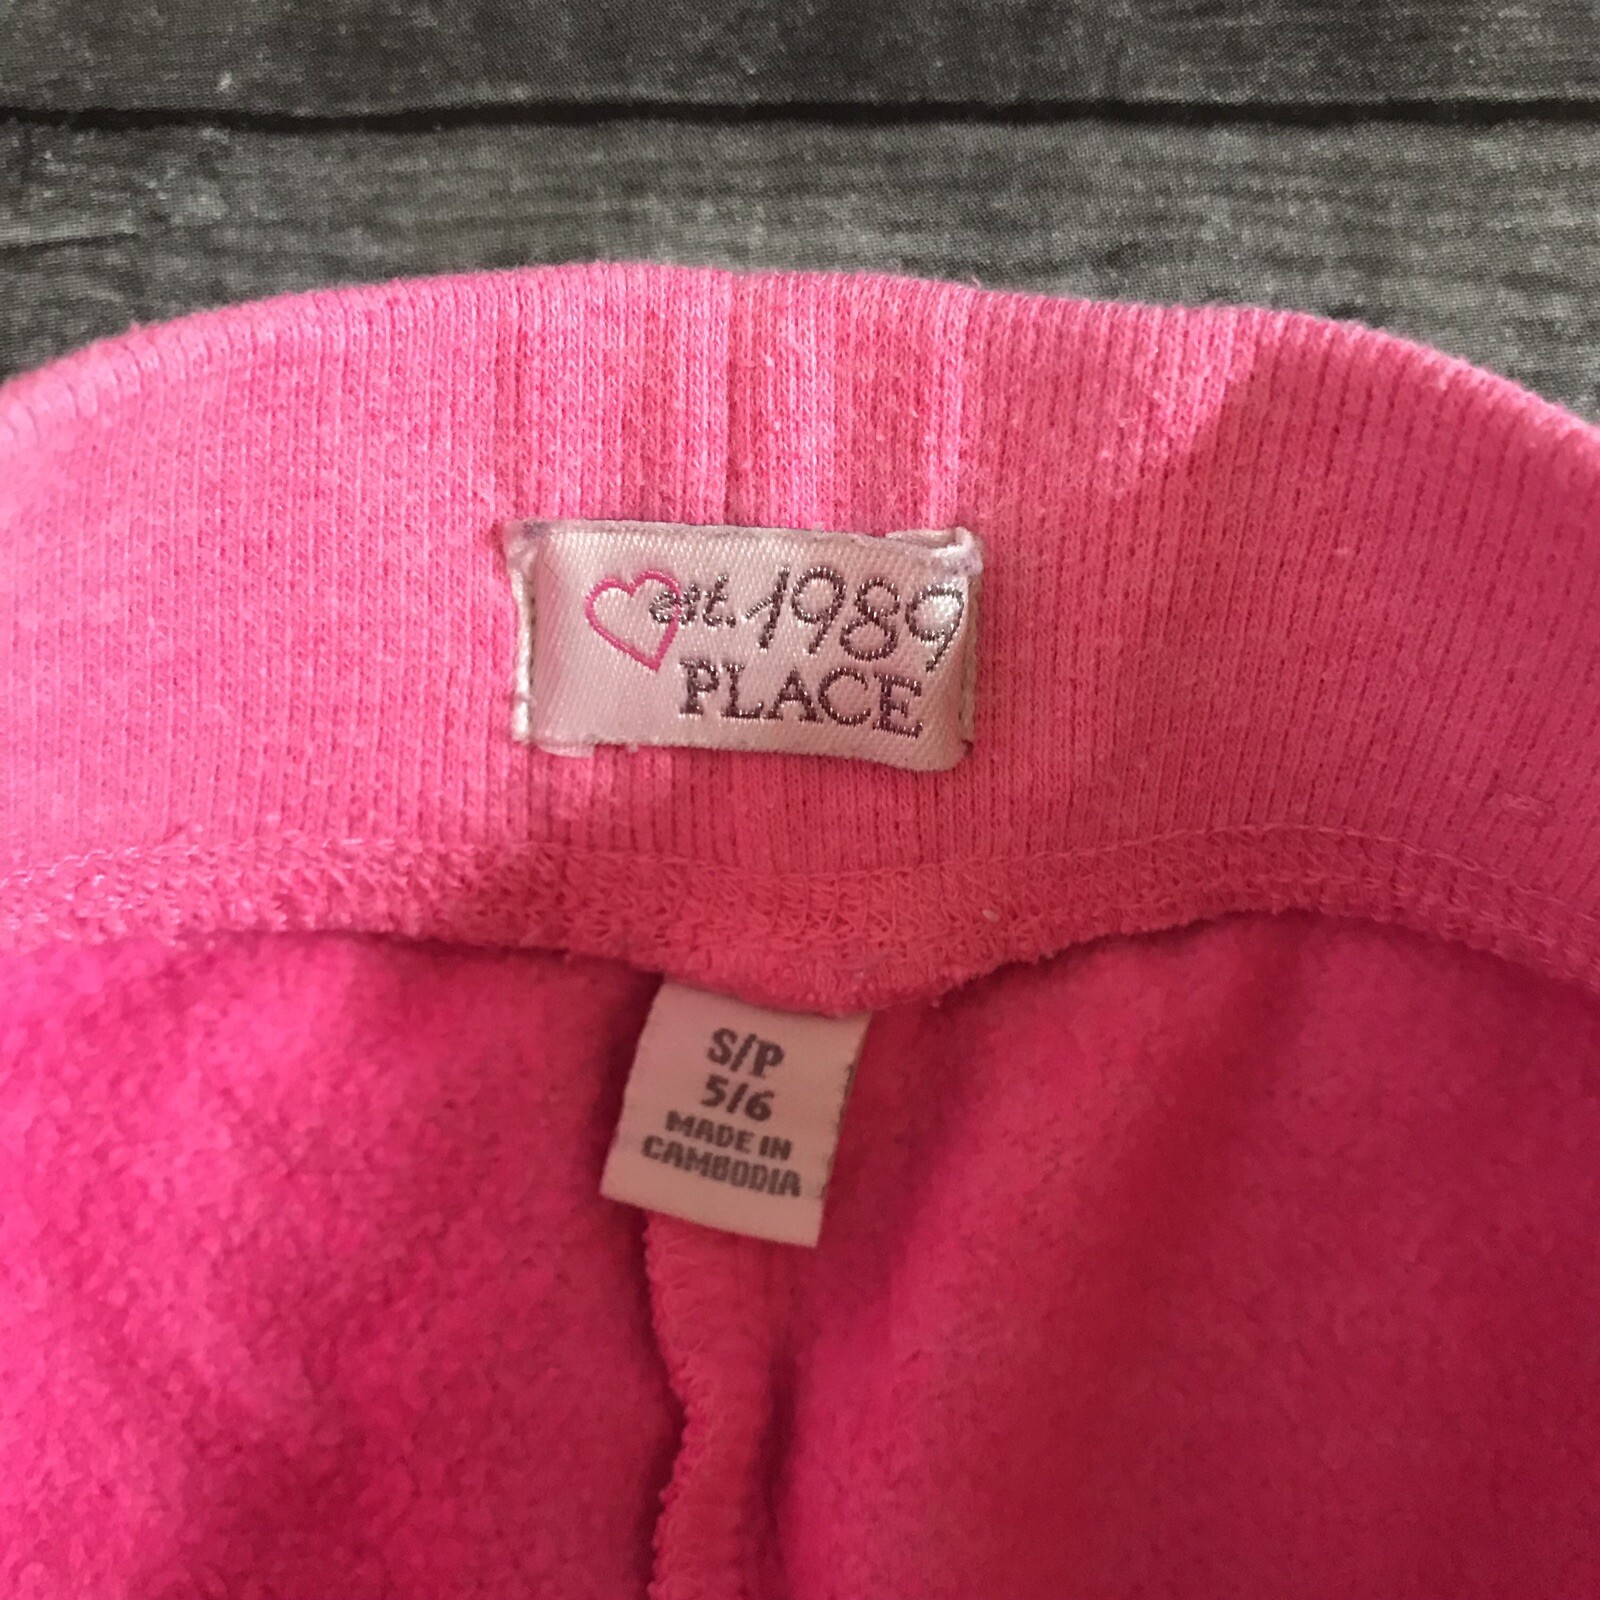 est. 1989
PLACE
S/P
5/6
MADE IN
CAMBODIA